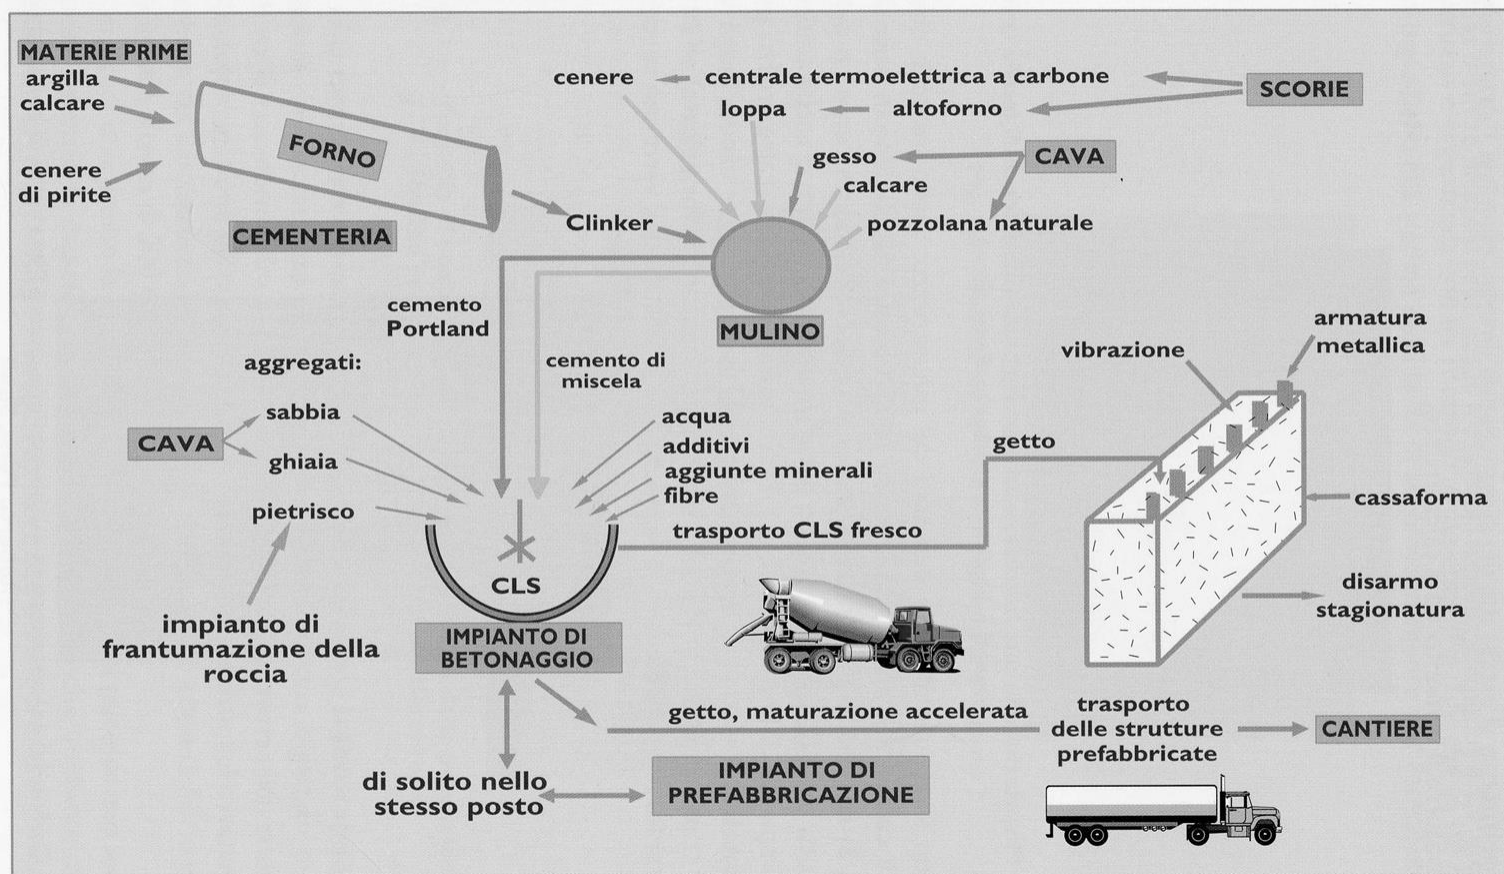 MATERIE PRIME
argilla
calcare
cenere
di pirite
FORNO
CEMENTERIA
Clinker
cenere
centrale termoelettrica a carbone
SCORIE
loppa
altoforno
gesso
CAVA
calcare
pozzolana naturale
MULINO
cemento
Portland
cemento di
miscela
aggregati:
sabbia
CAVA
ghiaia
pietrisco
impianto di
frantumazione della
roccia
acqua
additivi
aggiunte minerali
fibre
CLS
IMPIANTO DI
BETONAGGIO
trasporto CLS fresco
getto
vibrazione
armatura
metallica
cassaforma
disarmo
stagionatura
getto, maturazione accelerata
trasporto
delle strutture
prefabbricate
CANTIERE
di solito nello
stesso posto
IMPIANTO DI
PREFABBRICAZIONE